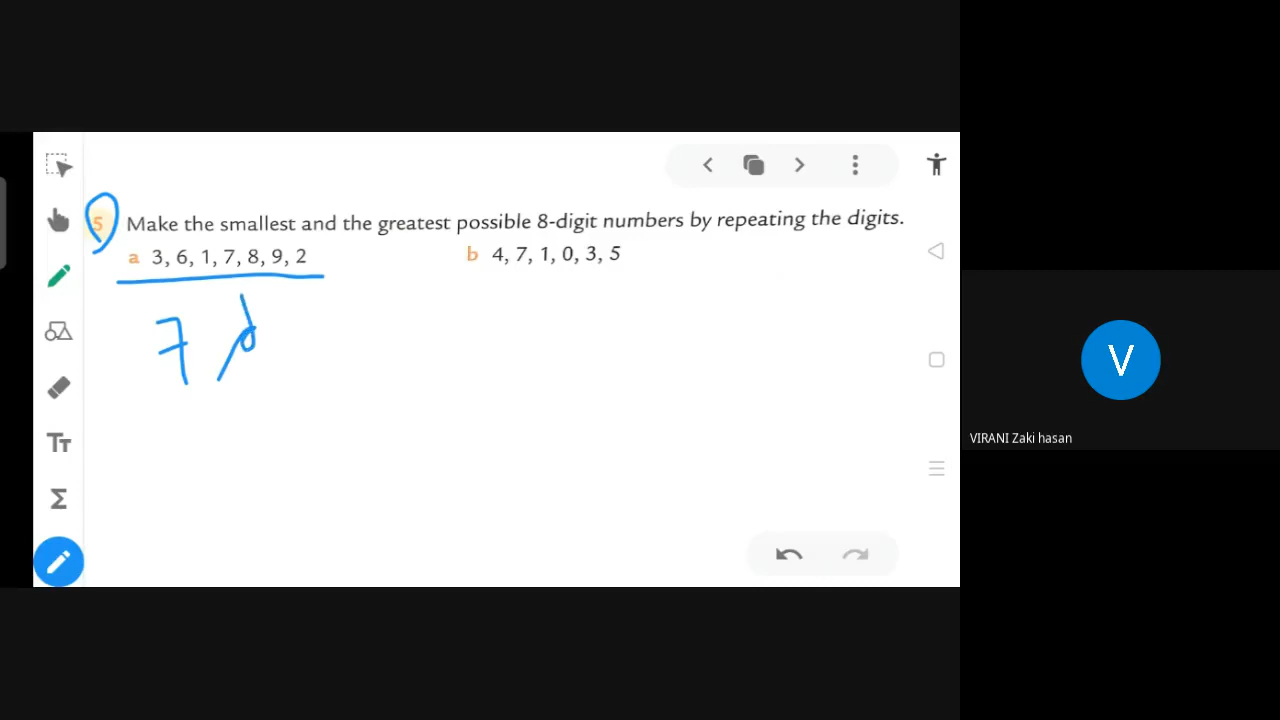 5 Make the smallest and the greatest possible 8-digit numbers by repeating the digits.
a 3, 6, 1, 7, 8, 9, 2 b 4, 7, 1, 0, 3, 5
7
Tт
Σ
V
VIRANI Zaki hasan